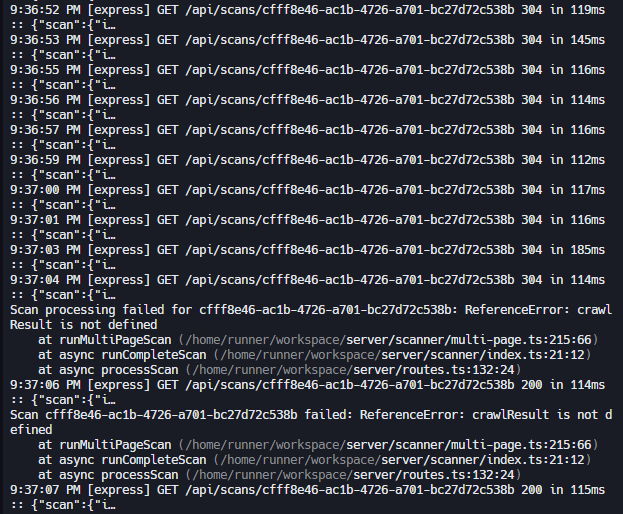 9:36:52 PM [express] GET /api/scans/cfff8e46-ac1b-4726-a701-bc27d72c538b 304 in 119ms
:: {"scan":{"i…
9:36:53 PM [express] GET /api/scans/cfff8e46-ac1b-4726-a701-bc27d72c538b 304 in 145ms
:: {"scan":{"i…
9:36:55 PM [express] GET /api/scans/cfff8e46-ac1b-4726-a701-bc27d72c538b 304 in 116ms
:: {"scan":{"i…
9:36:56 PM [express] GET /api/scans/cfff8e46-ac1b-4726-a701-bc27d72c538b 304 in 114ms
:: {"scan":{"i…
9:36:57 PM [express] GET /api/scans/cfff8e46-ac1b-4726-a701-bc27d72c538b 304 in 116ms
:: {"scan":{"i…
9:36:59 PM [express] GET /api/scans/cfff8e46-ac1b-4726-a701-bc27d72c538b 304 in 112ms
:: {"scan":{"i…
9:37:00 PM [express] GET /api/scans/cfff8e46-ac1b-4726-a701-bc27d72c538b 304 in 117ms
:: {"scan":{"i…
9:37:01 PM [express] GET /api/scans/cfff8e46-ac1b-4726-a701-bc27d72c538b 304 in 116ms
:: {"scan":{"i…
9:37:03 PM [express] GET /api/scans/cfff8e46-ac1b-4726-a701-bc27d72c538b 304 in 185ms
:: {"scan":{"i…
9:37:04 PM [express] GET /api/scans/cfff8e46-ac1b-4726-a701-bc27d72c538b 304 in 114ms
:: {"scan":{"i…
Scan processing failed for cfff8e46-ac1b-4726-a701-bc27d72c538b: ReferenceError: crawl
Result is not defined
    at runMultiPageScan (/home/runner/workspace/server/scanner/multi-page.ts:215:66)
    at async runCompleteScan (/home/runner/workspace/server/scanner/index.ts:21:12)
    at async processScan (/home/runner/workspace/server/routes.ts:132:24)
9:37:06 PM [express] GET /api/scans/cfff8e46-ac1b-4726-a701-bc27d72c538b 200 in 114ms
:: {"scan":{"i…
Scan cfff8e46-ac1b-4726-a701-bc27d72c538b failed: ReferenceError: crawlResult is not d
efined
    at runMultiPageScan (/home/runner/workspace/server/scanner/multi-page.ts:215:66)
    at async runCompleteScan (/home/runner/workspace/server/scanner/index.ts:21:12)
    at async processScan (/home/runner/workspace/server/routes.ts:132:24)
9:37:07 PM [express] GET /api/scans/cfff8e46-ac1b-4726-a701-bc27d72c538b 200 in 115ms
:: {"scan":{"i…